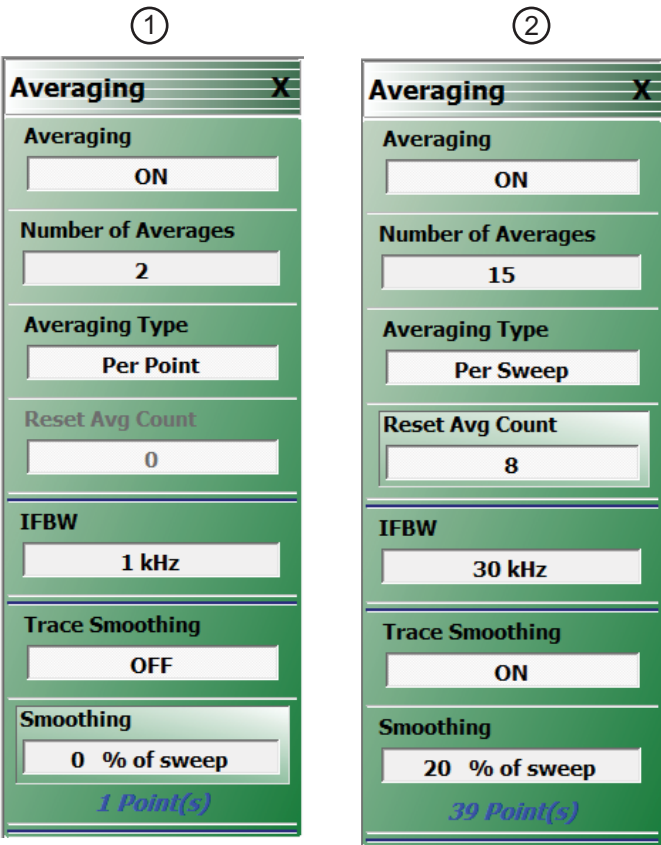 1
Averaging X
Averaging
ON
Number of Averages
2
Averaging Type
Per Point
Reset Avg Count
0
IFBW
1 kHz
Trace Smoothing
OFF
Smoothing
0 % of sweep
1 Point(s)
2
Averaging X
Averaging
ON
Number of Averages
15
Averaging Type
Per Sweep
Reset Avg Count
8
IFBW
30 kHz
Trace Smoothing
ON
Smoothing
20 % of sweep
39 Point(s)